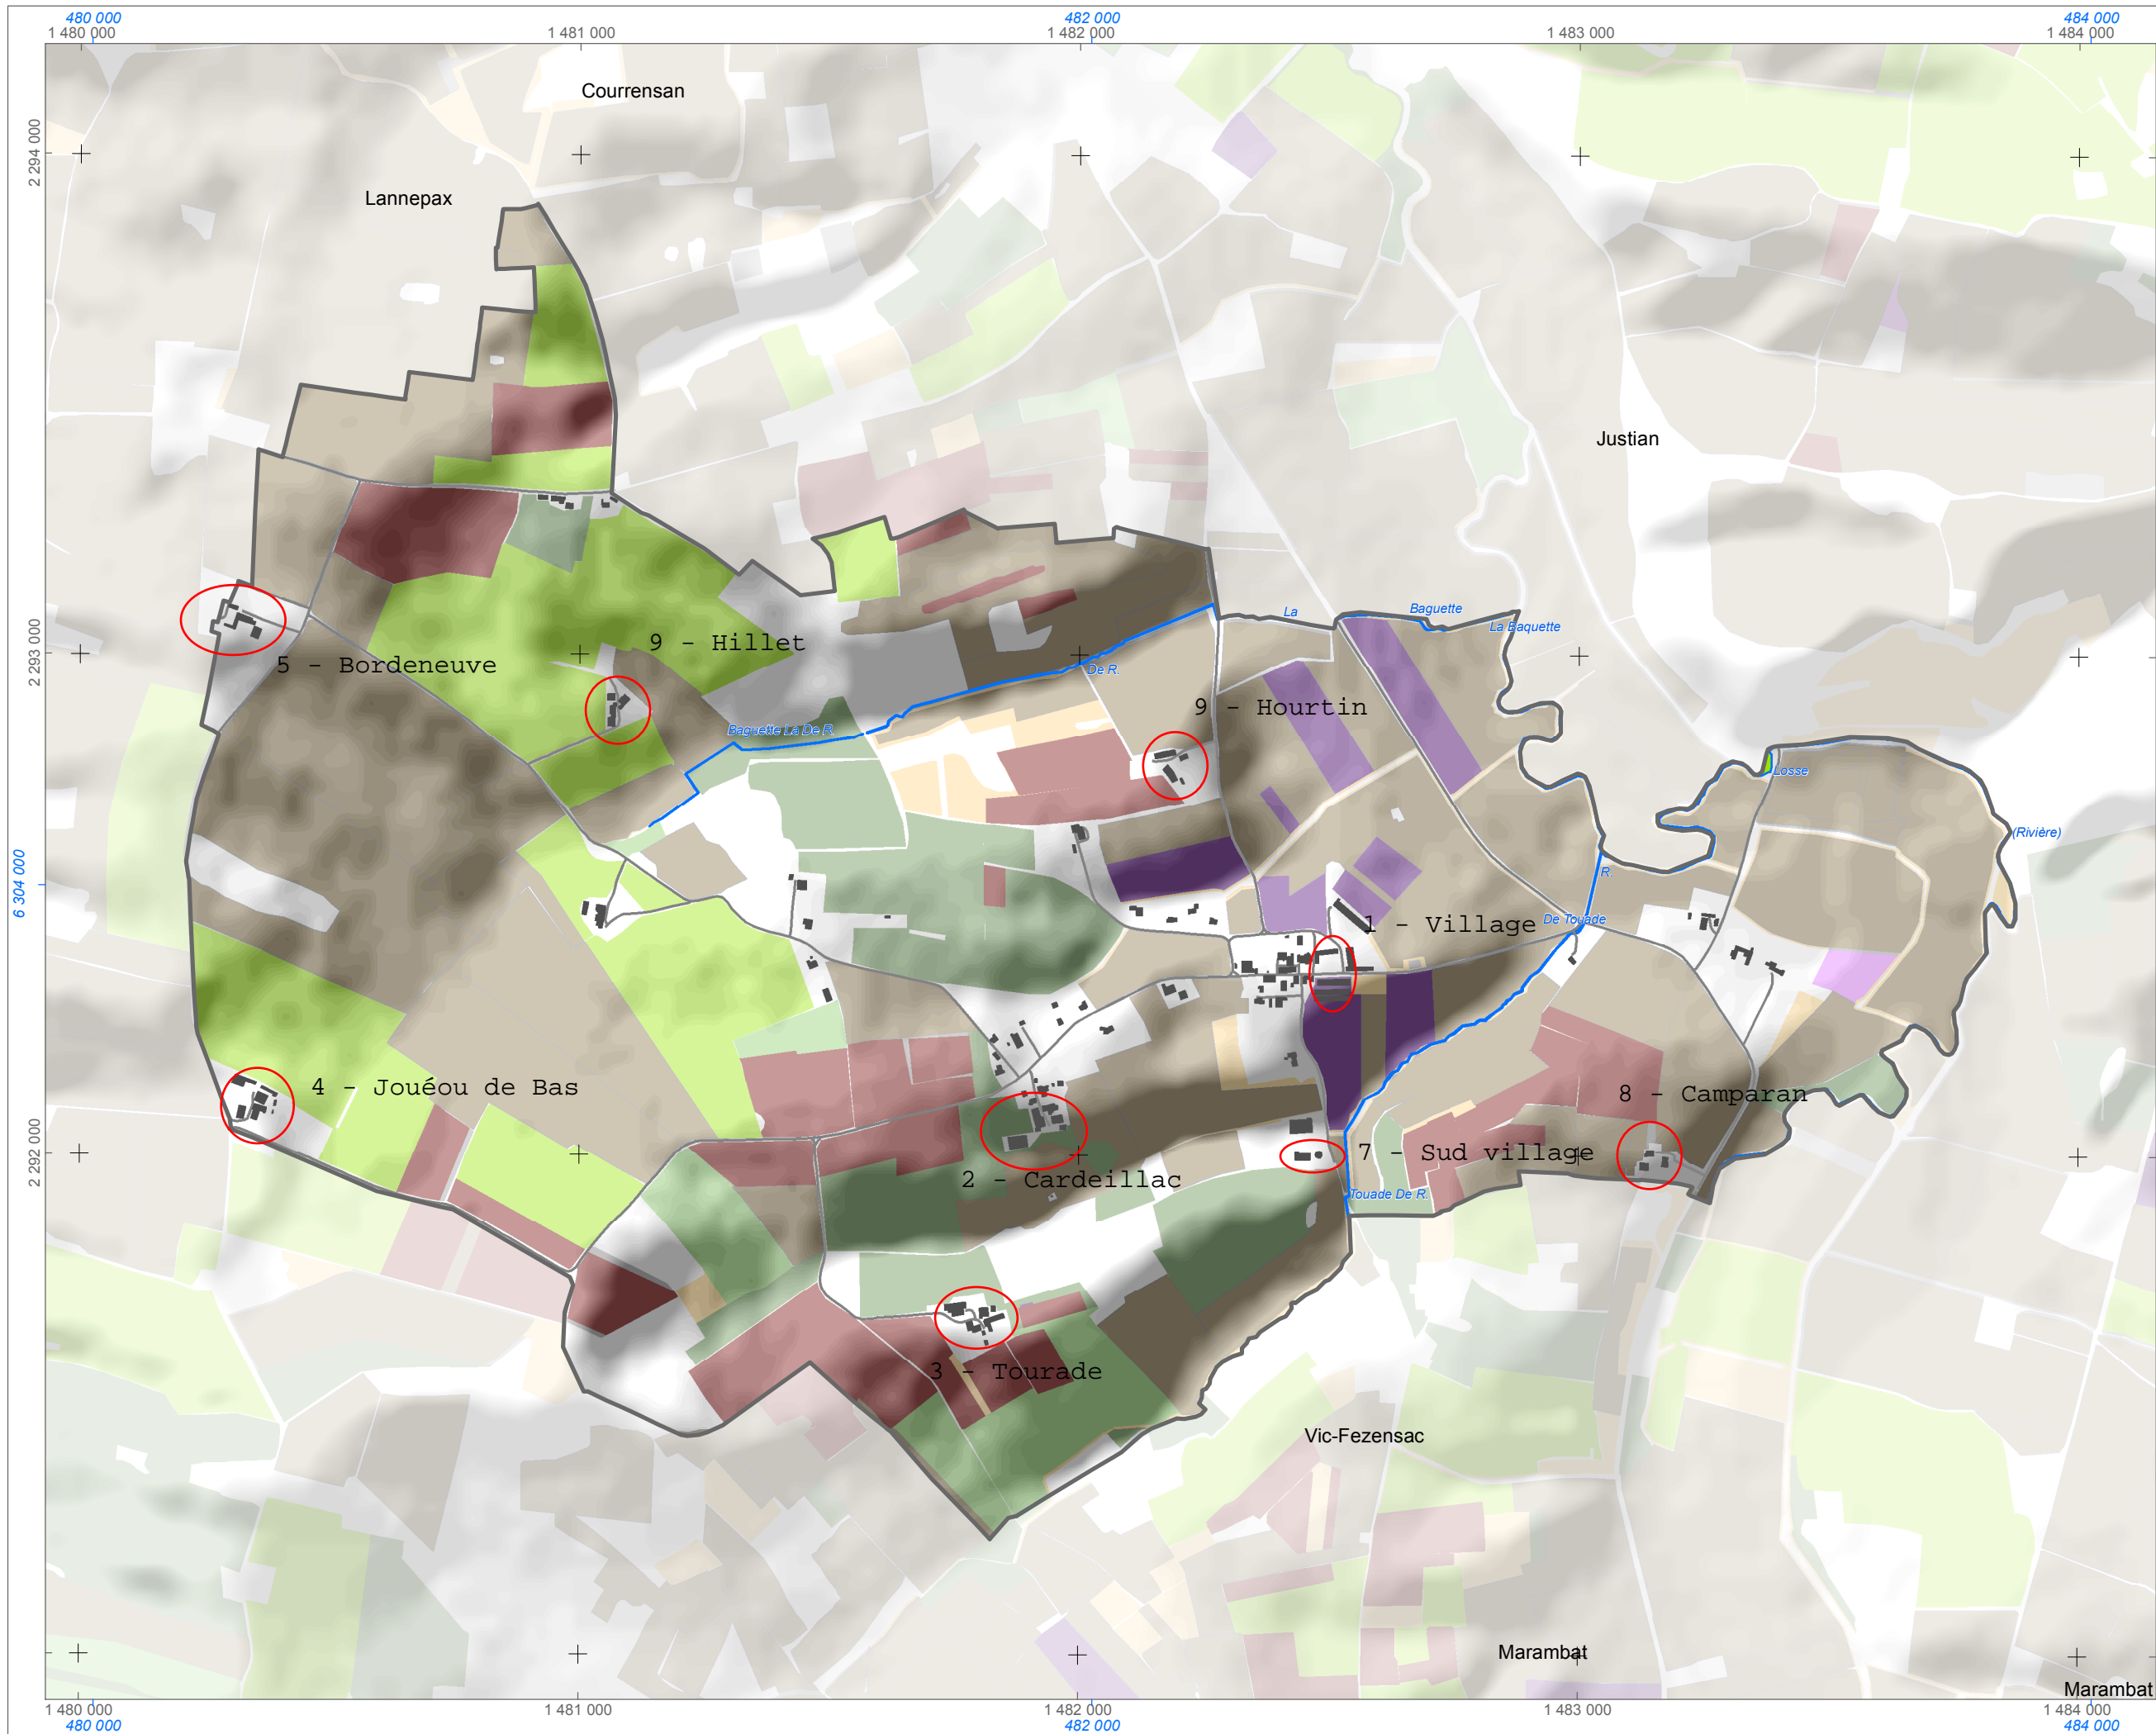 480 000
482 000
484 000
1 480 000
1 481 000
1 482 000
1 483 000
1 484 000
Courrensan
2 294 000
Lannepax
Justian
La
Baguette
La Baquette
2 293 000
9 - Hillet
5 - Bordeneuve
De R.
9 - Hourtin
Baguette La De R.
Losse
(Rivière)
6 304 000
R.
De Touade
1 - Village
4 - Jouéou de Bas
8 - Camparan
2 292 000
7 - Sud village
2 - Cardeillac
Touade De R.
3 - Tourade
Vic-Fezensac
Marambat
Marambat
1 480 000
1 481 000
1 482 000
1 483 000
1 484 000
480 000
482 000
484 000